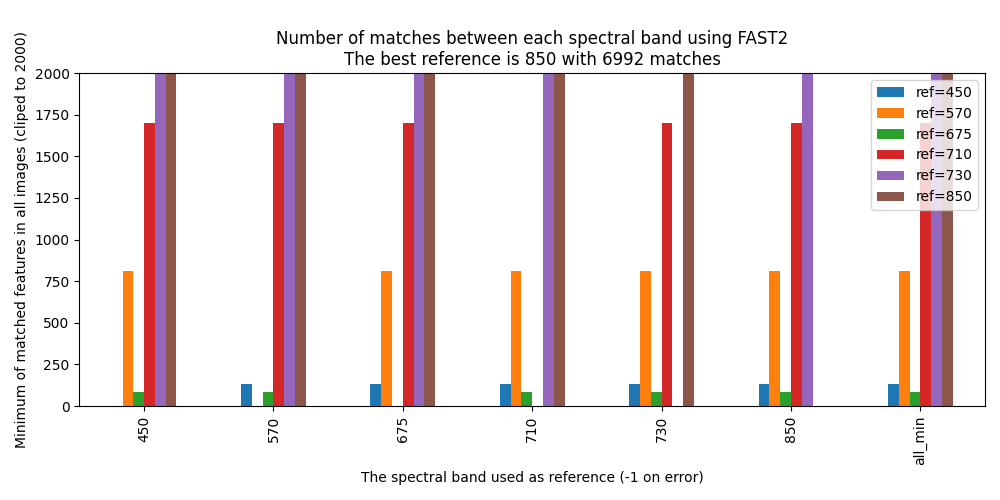 Number of matches between each spectral band using FAST2
The best reference is 850 with 6992 matches
Minimum of matched features in all images (cliped to 2000)
2000
1750
1500
1250
1000
750
500
250
0
ref=450
ref=570
ref=675
ref=710
ref=730
ref=850
450
570
675
710
730
850
all_min
The spectral band used as reference (-1 on error)